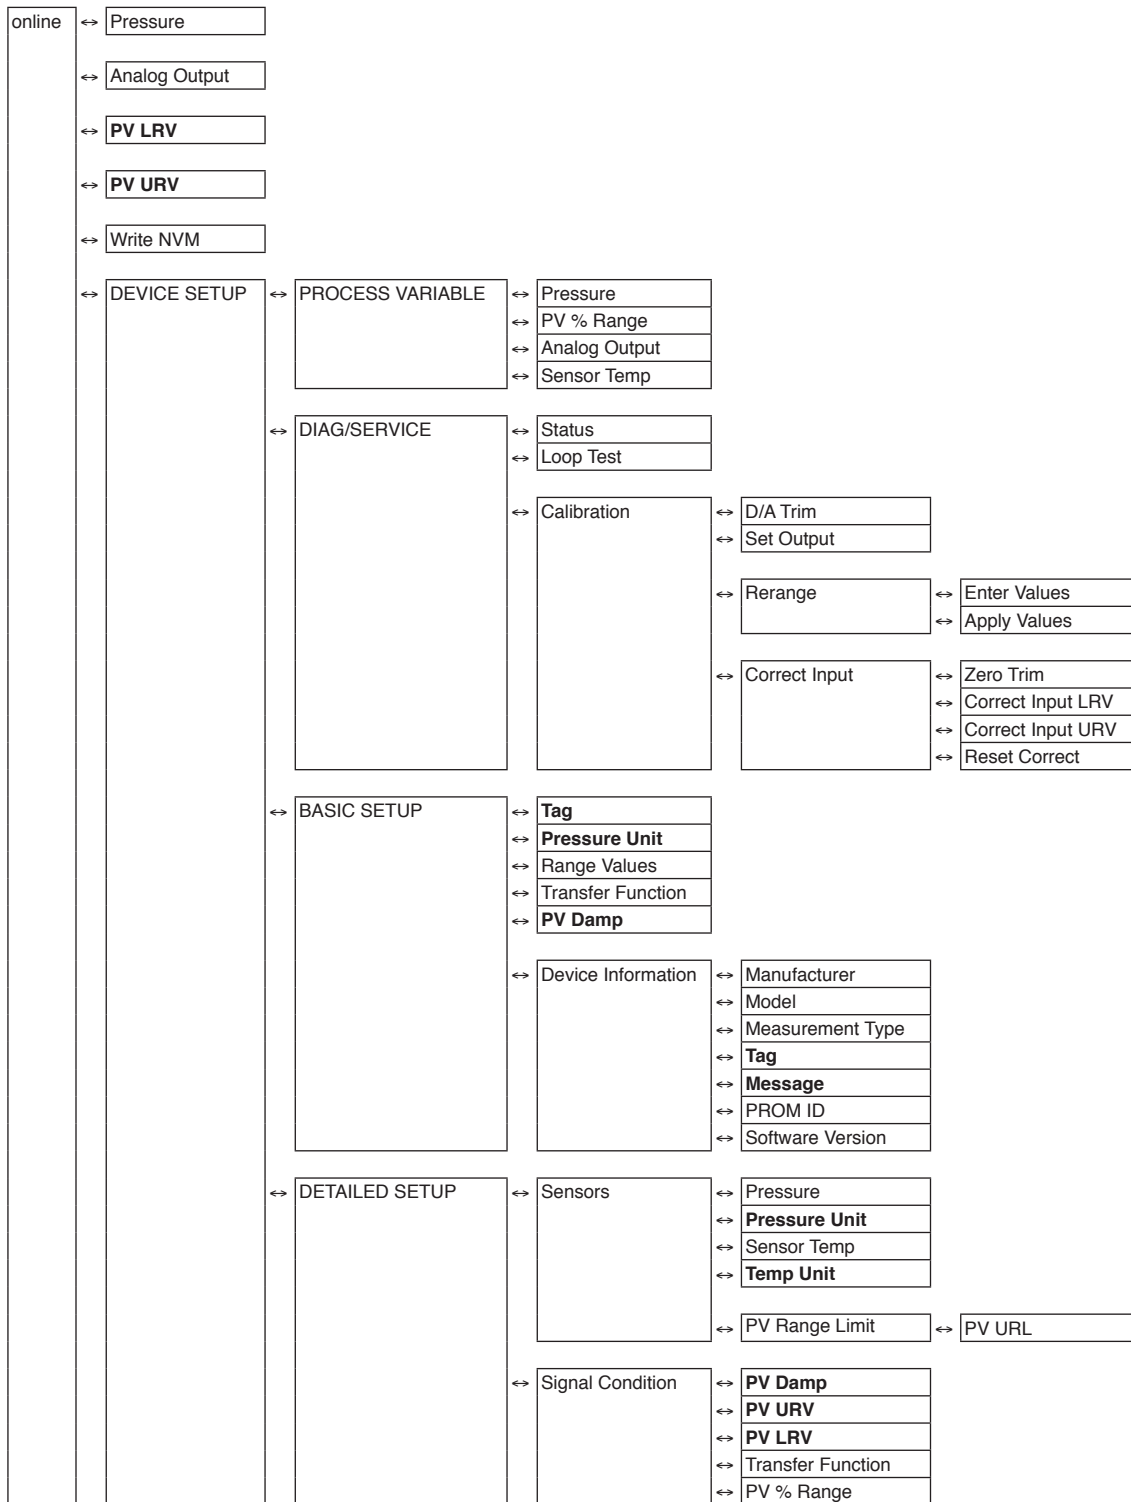 online ↔ Pressure
↔ Analog Output
↔ PV LRV
↔ PV URV
↔ Write NVM
↔ DEVICE SETUP ↔ PROCESS VARIABLE ↔ Pressure
↔ PV % Range
↔ Analog Output
↔ Sensor Temp
↔ DIAG/SERVICE ↔ Status
↔ Loop Test
↔ Calibration ↔ D/A Trim
↔ Set Output
↔ Rerange ↔ Enter Values
↔ Apply Values
↔ Correct Input ↔ Zero Trim
↔ Correct Input LRV
↔ Correct Input URV
↔ Reset Correct
↔ BASIC SETUP ↔ Tag
↔ Pressure Unit
↔ Range Values
↔ Transfer Function
↔ PV Damp
↔ Device Information ↔ Manufacturer
↔ Model
↔ Measurement Type
↔ Tag
↔ Message
↔ PROM ID
↔ Software Version
↔ DETAILED SETUP ↔ Sensors ↔ Pressure
↔ Pressure Unit
↔ Sensor Temp
↔ Temp Unit
↔ PV Range Limit ↔ PV URL
↔ Signal Condition ↔ PV Damp
↔ PV URV
↔ PV LRV
↔ Transfer Function
↔ PV % Range